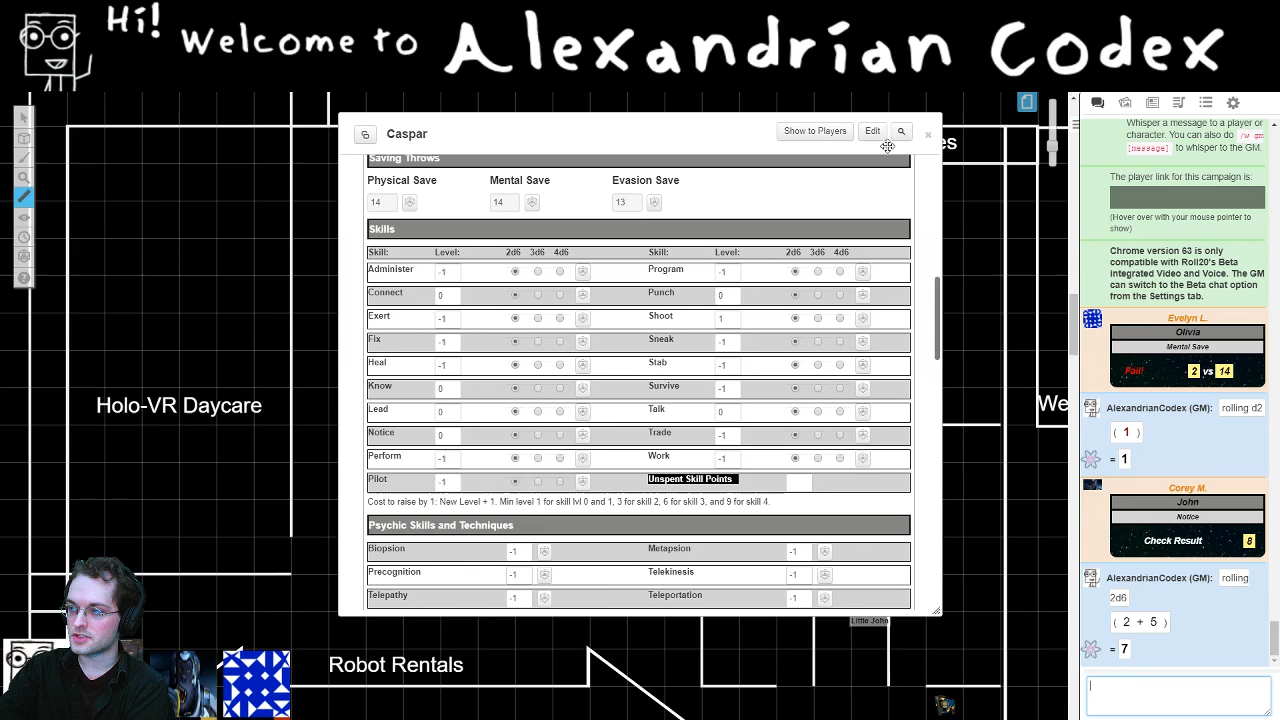 Hi! Welcome to Alexandrian Codex
Caspar
Show to Players
Edit
Saving Throws
Physical Save
Mental Save
Evasion Save
14
14
13
Skills
Skill: Level: 2d6 3d6 4d6 Skill: Level: 2d6 3d6 4d6
Administer -1 Program -1
Connect 0 Punch 0
Exert -1 Shoot 1
Fix -1 Sneak -1
Heal -1 Stab -1
Know 0 Survive -1
Lead 0 Talk 0
Notice 0 Trade -1
Perform -1 Work -1
Pilot -1 Unspent Skill Points
Cost to raise by 1: New Level + 1. Min level 1 for skill lvl 0 and 1, 3 for skill 2, 6 for skill 3, and 9 for skill 4.
Psychic Skills and Techniques
Biopsion -1 Metapsion -1
Precognition -1 Telekinesis -1
Telepathy -1 Teleportation -1
Holo-VR Daycare
Robot Rentals
es
We
Little John
Whisper a message to a player or
character. You can also do /w gm
[message] to whisper to the GM.
The player link for this campaign is:
(Hover over with your mouse pointer to
show)
Chrome version 63 is only
compatible with Roll20's Beta
integrated Video and Voice. The GM
can switch to the Beta chat option
from the Settings tab.
Evelyn L.
Olivia
Mental Save
Fail! 2 vs 14
AlexandrianCodex (GM): rolling d2
( 1 )
= 1
Corey M.
John
Notice
Check Result 8
AlexandrianCodex (GM): rolling
2d6
( 2 + 5 )
= 7